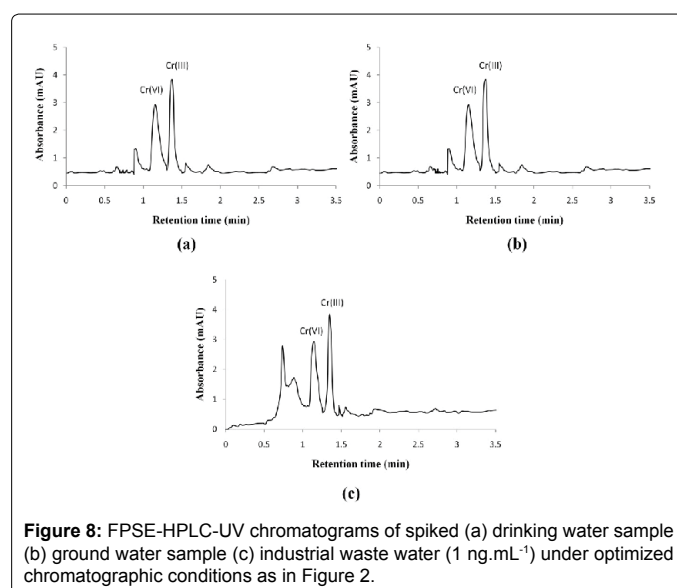 5
4
3
2
1
0
Absorbance (mAU)
Cr(VI)
Cr(III)
0 0.5 1 1.5 2 2.5 3 3.5
Retention time (min)
(a)
5
4
3
2
1
0
Absorbance (mAU)
Cr(VI)
Cr(III)
0 0.5 1 1.5 2 2.5 3 3.5
Retention time (min)
(b)
5
4
3
2
1
0
Absorbance (mAU)
Cr(VI)
Cr(III)
0 0.5 1 1.5 2 2.5 3 3.5
Retention time (min)
(c)
Figure 8: FPSE-HPLC-UV chromatograms of spiked (a) drinking water sample
(b) ground water sample (c) industrial waste water (1 ng.mL⁻¹) under optimized
chromatographic conditions as in Figure 2.